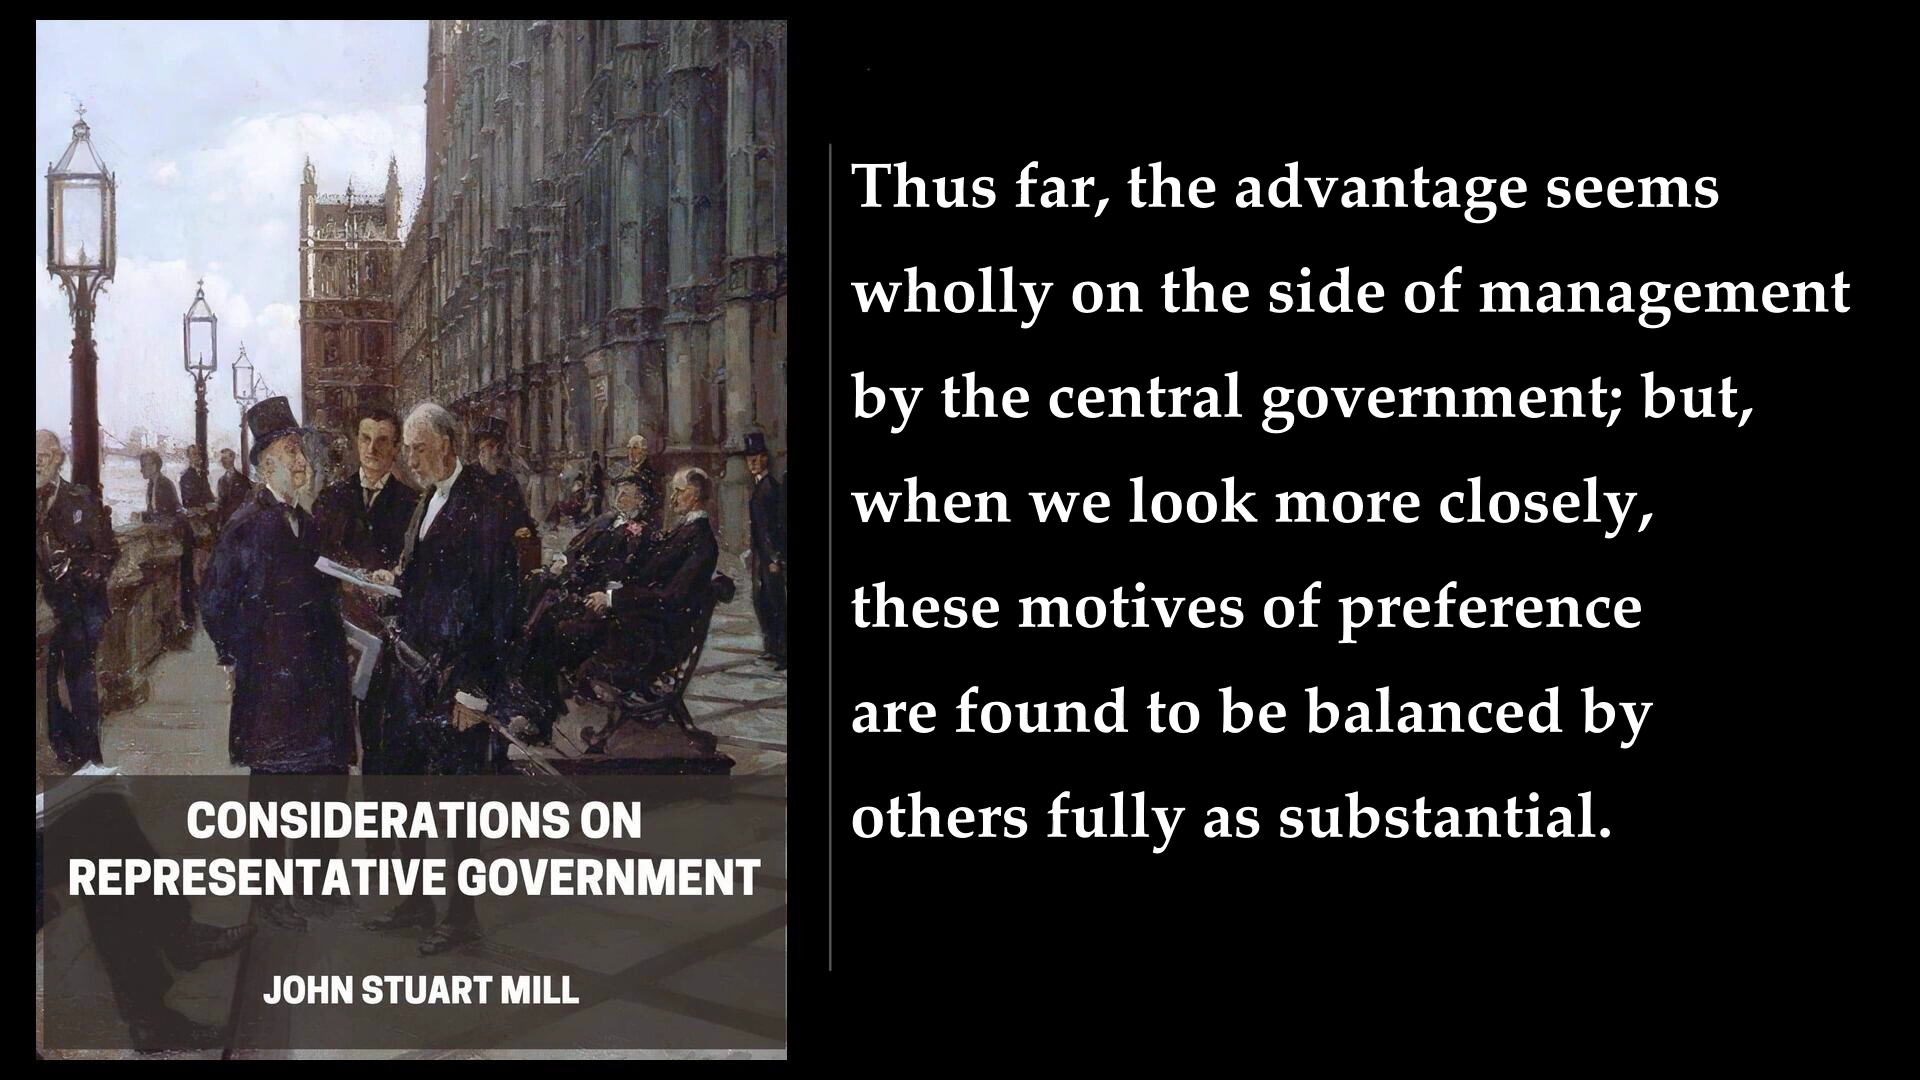 CONSIDERATIONS ON
REPRESENTATIVE GOVERNMENT
JOHN STUART MILL
Thus far, the advantage seems
wholly on the side of management
by the central government; but,
when we look more closely,
these motives of preference
are found to be balanced by
others fully as substantial.